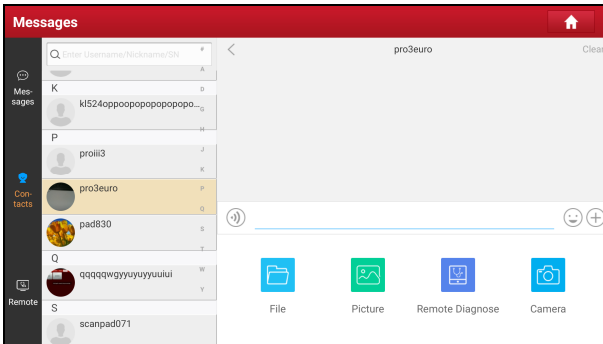 Messages
Enter Username/Nickname/SN
#
A
D
G
H
J
K
P
Q
S
T
W
Y
Mes-
sages
Con-
tacts
Remote
K
kl524oppoopopopopopopo...
P
proiii3
pro3euro
pad830
Q
qqqqqwgyyuyuyyuuiui
S
scanpad071
pro3euro
Clear
File
Picture
Remote Diagnose
Camera